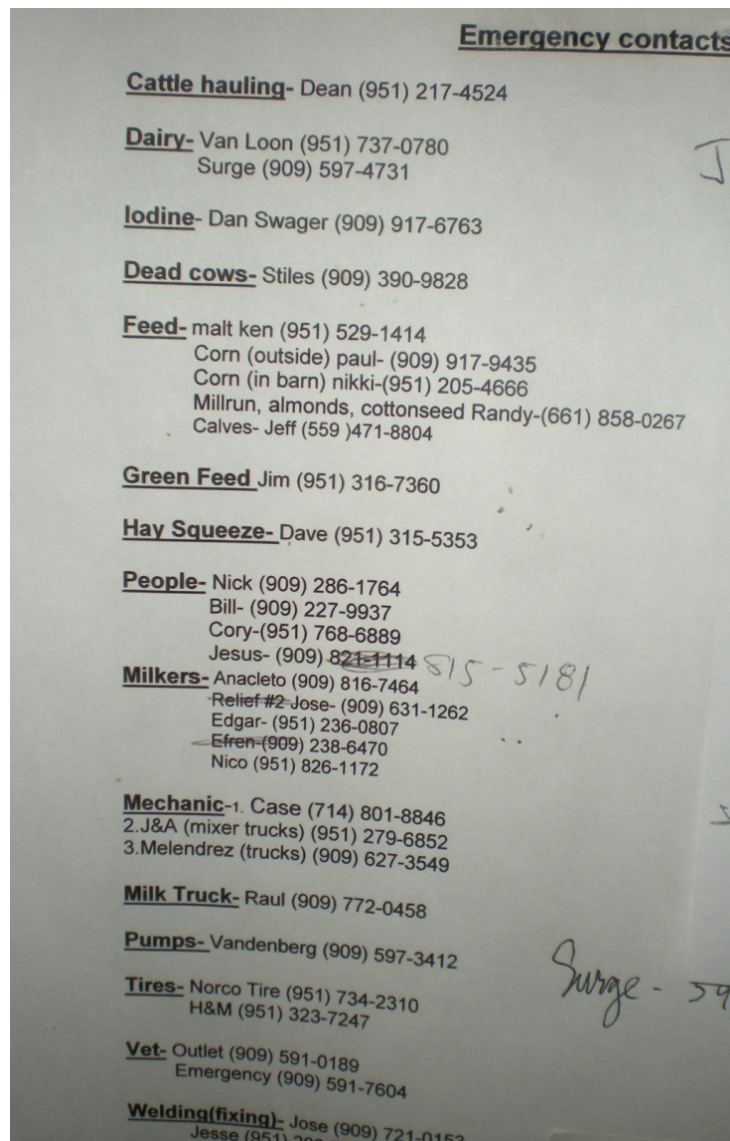 Emergency contacts
Cattle hauling- Dean (951) 217-4524
Dairy- Van Loon (951) 737-0780
Surge (909) 597-4731
Iodine- Dan Swager (909) 917-6763
Dead cows- Stiles (909) 390-9828
Feed- malt ken (951) 529-1414
Corn (outside) paul- (909) 917-9435
Corn (in barn) nikki-(951) 205-4666
Millrun, almonds, cottonseed Randy-(661) 858-0267
Calves- Jeff (559 )471-8804
Green Feed Jim (951) 316-7360
Hay Squeeze- Dave (951) 315-5353
People- Nick (909) 286-1764
Bill- (909) 227-9937
Cory-(951) 768-6889
Jesus- (909) 821-1114 815-5181
Milkers- Anacleto (909) 816-7464
Relief #2 Jose- (909) 631-1262
Edgar- (951) 236-0807
Efren-(909) 238-6470
Nico (951) 826-1172
Mechanic-1. Case (714) 801-8846
2.J&A (mixer trucks) (951) 279-6852
3.Melendrez (trucks) (909) 627-3549
Milk Truck- Raul (909) 772-0458
Pumps- Vandenberg (909) 597-3412
Surge - 59
Tires- Norco Tire (951) 734-2310
H&M (951) 323-7247
Vet- Outlet (909) 591-0189
Emergency (909) 591-7604
Welding(fixing)- Jose (909) 721-0153
Jesse (951)